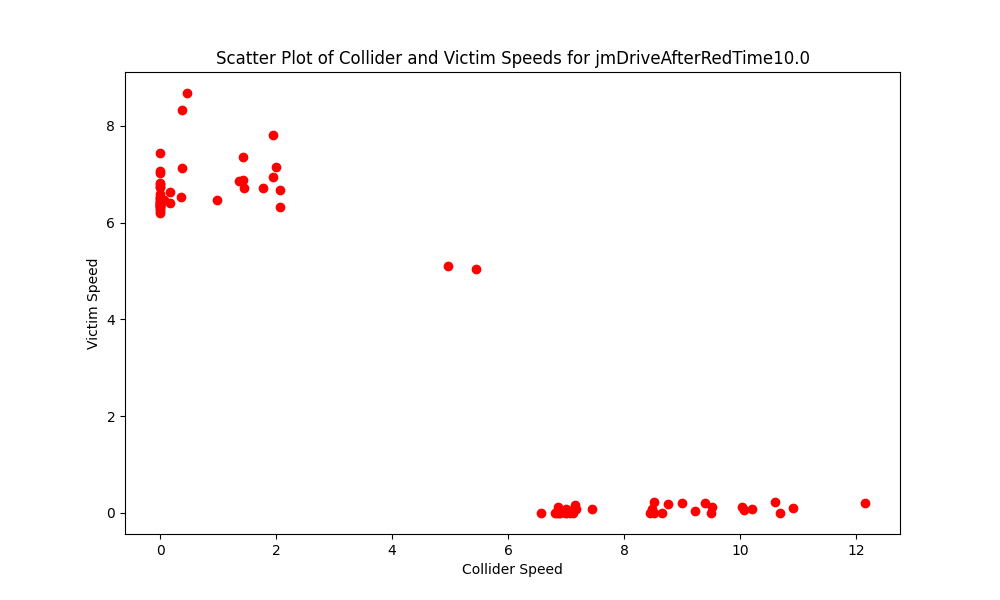 Scatter Plot of Collider and Victim Speeds for jmDriveAfterRedTime10.0
8
6
4
2
0
Victim Speed
0 2 4 6 8 10 12
Collider Speed